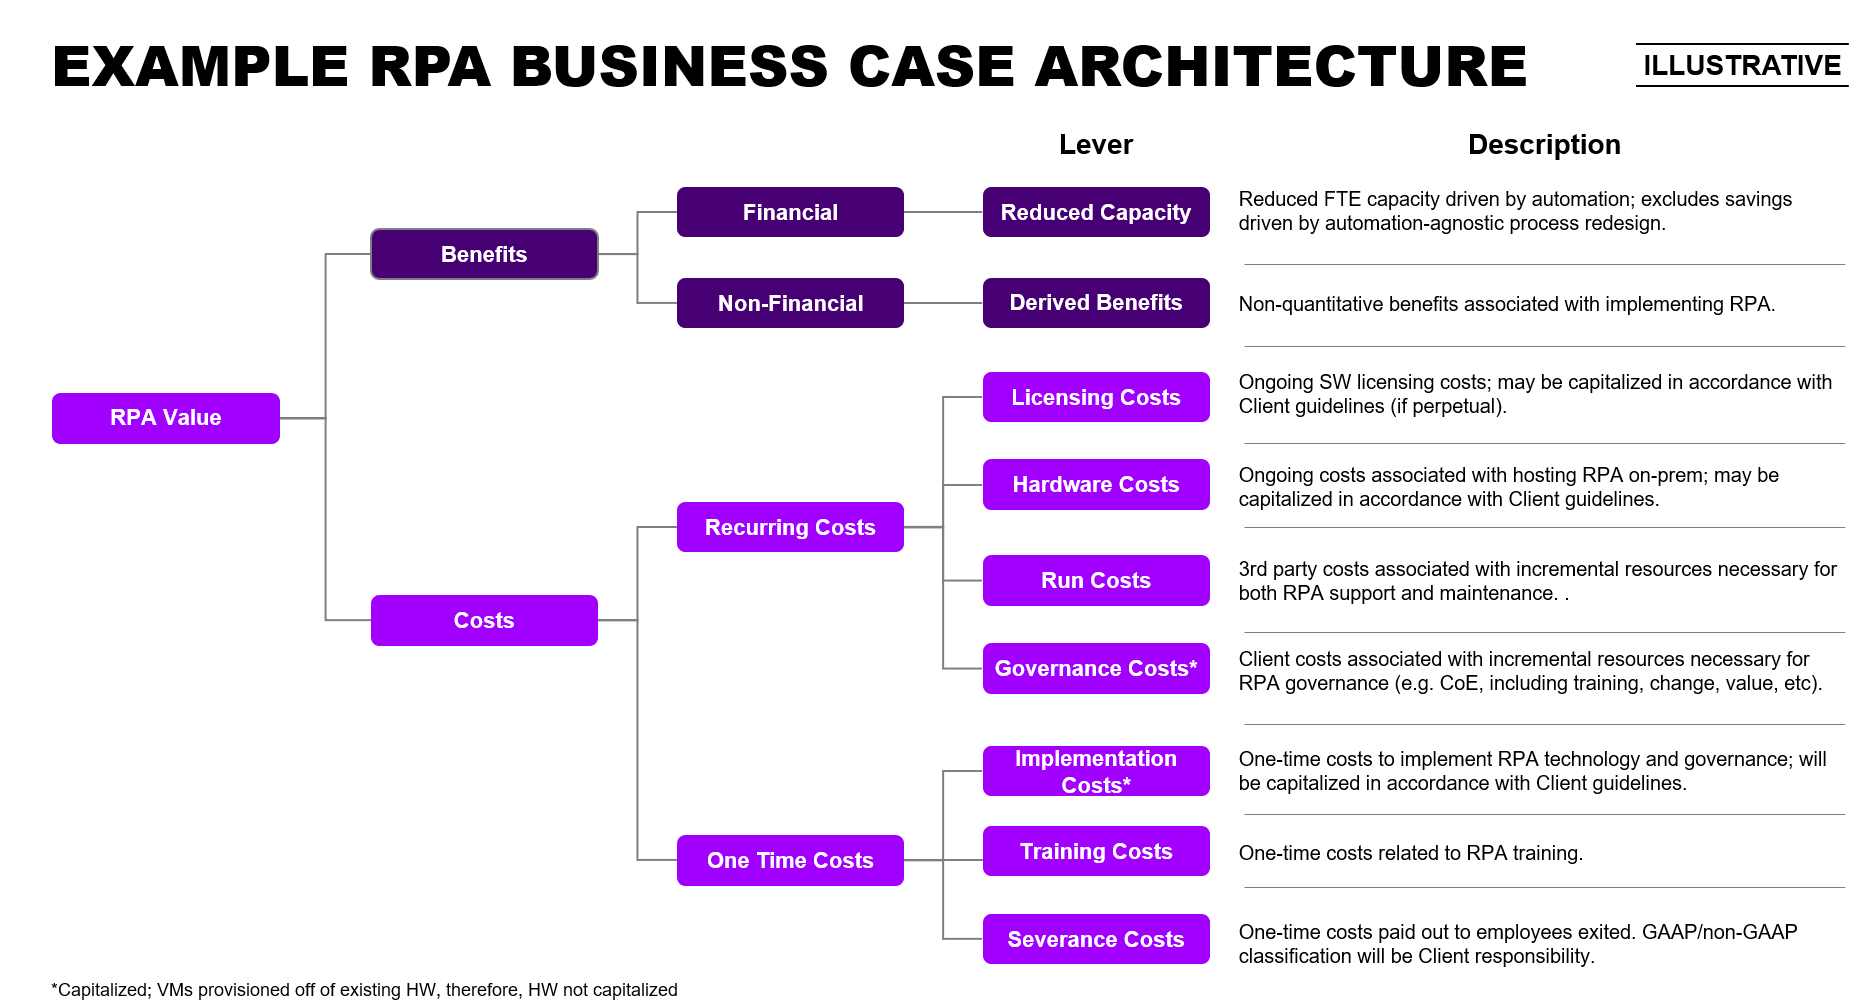 EXAMPLE RPA BUSINESS CASE ARCHITECTURE
ILLUSTRATIVE
Lever
Description
RPA Value
Benefits
Financial
Reduced Capacity
Reduced FTE capacity driven by automation; excludes savings
driven by automation-agnostic process redesign.
Non-Financial
Derived Benefits
Non-quantitative benefits associated with implementing RPA.
Costs
Recurring Costs
Licensing Costs
Ongoing SW licensing costs; may be capitalized in accordance with
Client guidelines (if perpetual).
Hardware Costs
Ongoing costs associated with hosting RPA on-prem; may be
capitalized in accordance with Client guidelines.
Run Costs
3rd party costs associated with incremental resources necessary for
both RPA support and maintenance. .
Governance Costs*
Client costs associated with incremental resources necessary for
RPA governance (e.g. CoE, including training, change, value, etc).
One Time Costs
Implementation
Costs*
One-time costs to implement RPA technology and governance; will
be capitalized in accordance with Client guidelines.
Training Costs
One-time costs related to RPA training.
Severance Costs
One-time costs paid out to employees exited. GAAP/non-GAAP
classification will be Client responsibility.
*Capitalized; VMs provisioned off of existing HW, therefore, HW not capitalized